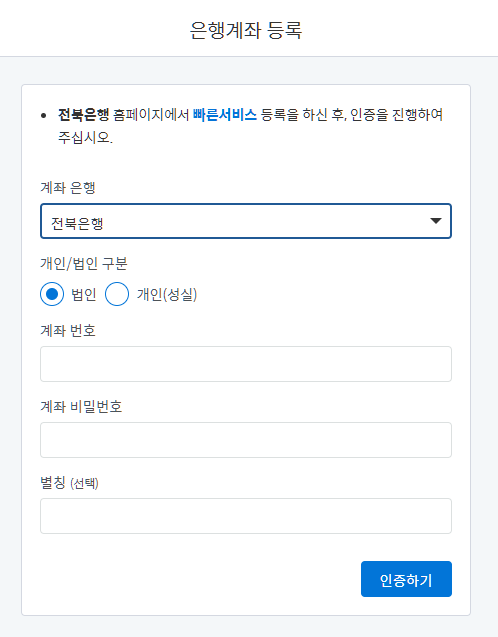 은행계좌 등록
전북은행 홈페이지에서 빠른서비스 등록을 하신 후, 인증을 진행하여
주십시오.
계좌 은행
전북은행
개인/법인 구분
법인 개인(성실)
계좌 번호
계좌 비밀번호
별칭 (선택)
인증하기